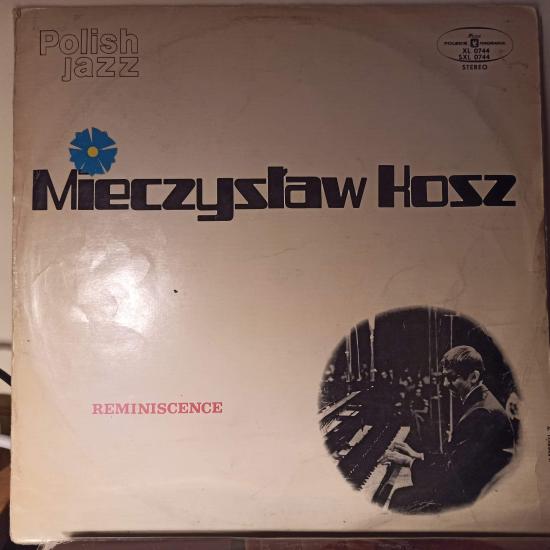 Polish
jazz
POLSKIE NAGRANIA
XL 0744
SXL 0744
STEREO
Mieczysław Kosz
REMINISCENCE